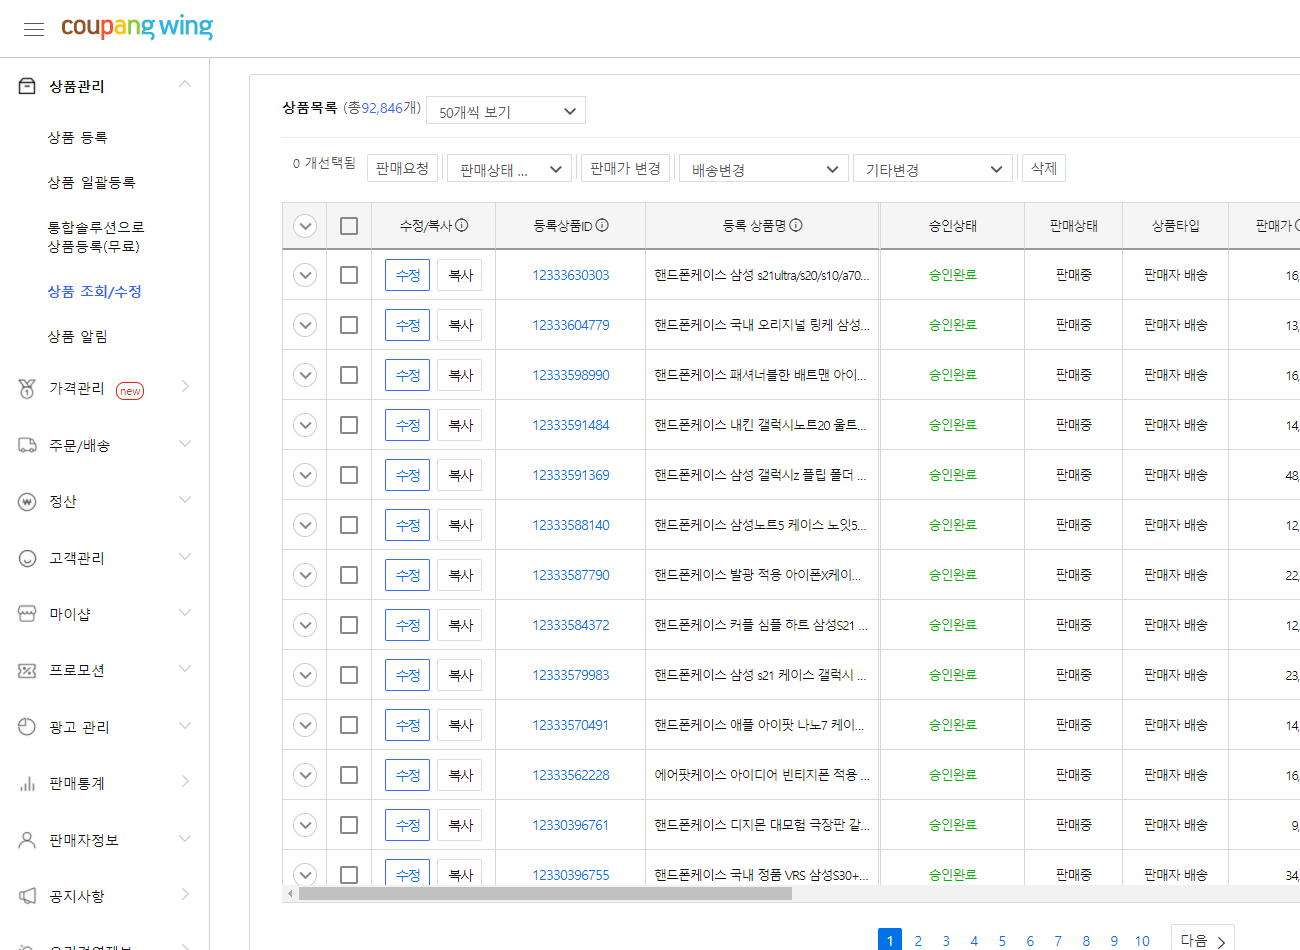 coupang wing
상품관리
상품 등록
상품 일괄등록
통합솔루션으로
상품등록(무료)
상품 조회/수정
상품 알림
가격관리 new
주문/배송
정산
고객관리
마이샵
프로모션
광고 관리
판매통계
판매자정보
공지사항
상품목록 (총92,846개) 50개씩 보기
0 개선택됨 판매요청 판매상태 ... 판매가 변경 배송변경 기타변경 삭제
수정/복사 등록상품ID 등록 상품명 승인상태 판매상태 상품타입 판매가
수정 복사 12333630303 핸드폰케이스 삼성 s21ultra/s20/s10/a70... 승인완료 판매중 판매자 배송 16,
수정 복사 12333604779 핸드폰케이스 국내 오리지널 링케 삼성... 승인완료 판매중 판매자 배송 13,
수정 복사 12333598990 핸드폰케이스 패셔너블한 배트맨 아이... 승인완료 판매중 판매자 배송 16,
수정 복사 12333591484 핸드폰케이스 내킨 갤럭시노트20 울트... 승인완료 판매중 판매자 배송 14,
수정 복사 12333591369 핸드폰케이스 삼성 갤럭시z 플립 폴더 ... 승인완료 판매중 판매자 배송 48,
수정 복사 12333588140 핸드폰케이스 삼성노트5 케이스 노잇5... 승인완료 판매중 판매자 배송 12,
수정 복사 12333587790 핸드폰케이스 발광 적용 아이폰X케이... 승인완료 판매중 판매자 배송 22,
수정 복사 12333584372 핸드폰케이스 커플 심플 하트 삼성S21 ... 승인완료 판매중 판매자 배송 12,
수정 복사 12333579983 핸드폰케이스 삼성 s21 케이스 갤럭시 ... 승인완료 판매중 판매자 배송 23,
수정 복사 12333570491 핸드폰케이스 애플 아이팟 나노7 케이... 승인완료 판매중 판매자 배송 14,
수정 복사 12333562228 에어팟케이스 아이디어 빈티지폰 적용 ... 승인완료 판매중 판매자 배송 16,
수정 복사 12330396761 핸드폰케이스 디지몬 대모험 극장판 같... 승인완료 판매중 판매자 배송 9,
수정 복사 12330396755 핸드폰케이스 국내 정품 VRS 삼성S30+... 승인완료 판매중 판매자 배송 34,
1 2 3 4 5 6 7 8 9 10 다음